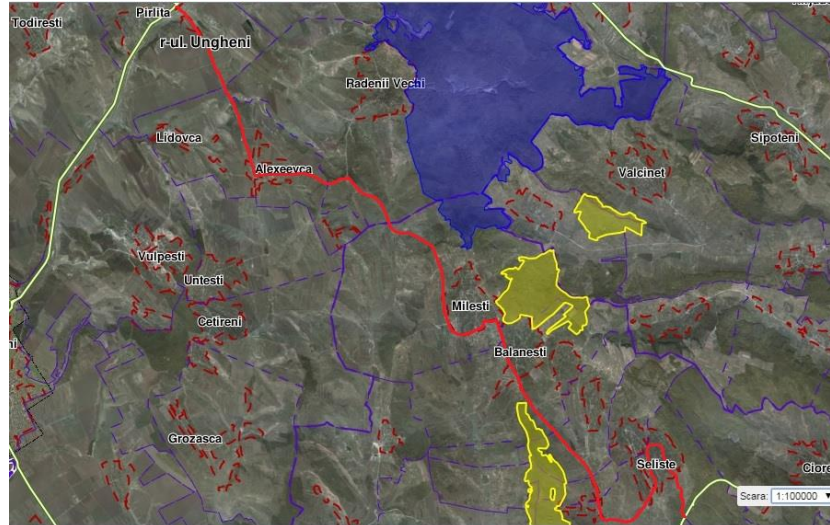 Todiresti
Pirlita
r-ul. Ungheni
Radenii Vechi
Lidovca
Sipoteni
Alexeevca
Valcinet
Vulpesti
Untesti
Milesti
Cetireni
Balanesti
Grozasca
Seliste
Scara: 1:100000